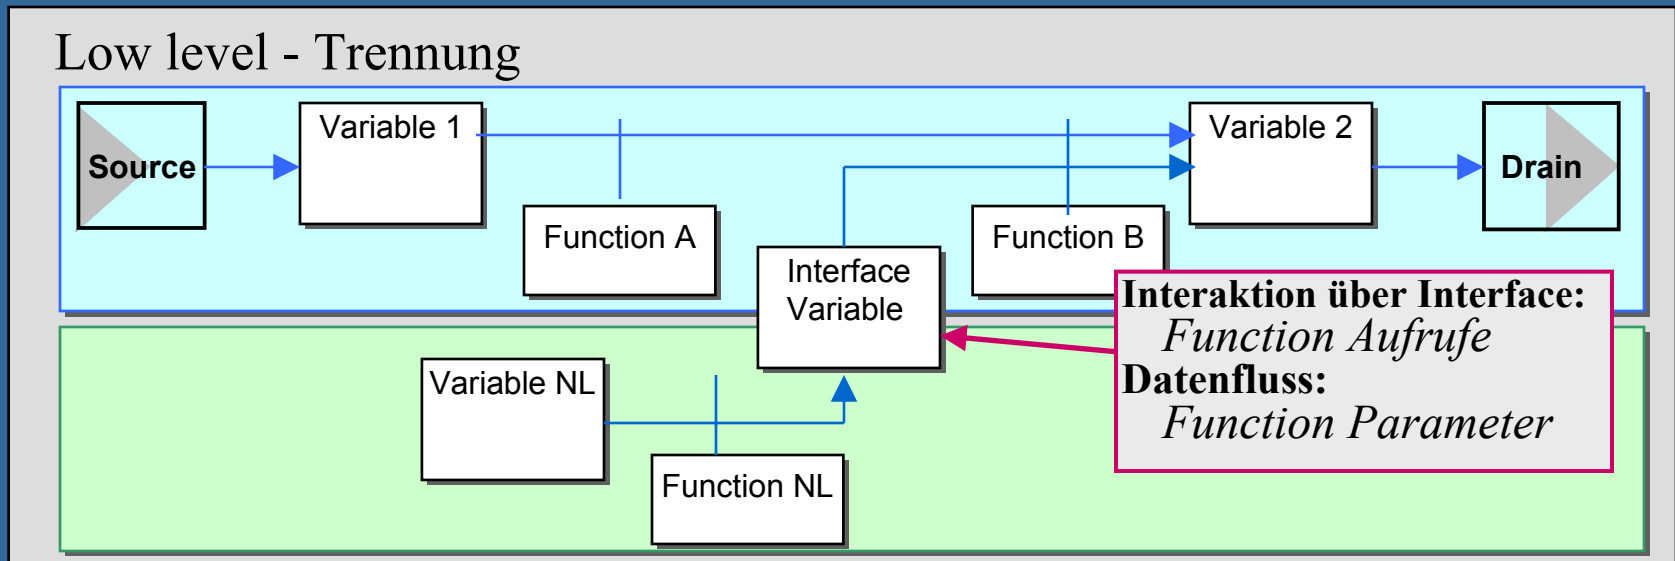 Low level - Trennung
Source
Variable 1
Variable 2
Drain
Function A
Function B
Interface
Variable
Interaktion über Interface:
Function Aufrufe
Datenfluss:
Function Parameter
Variable NL
Function NL